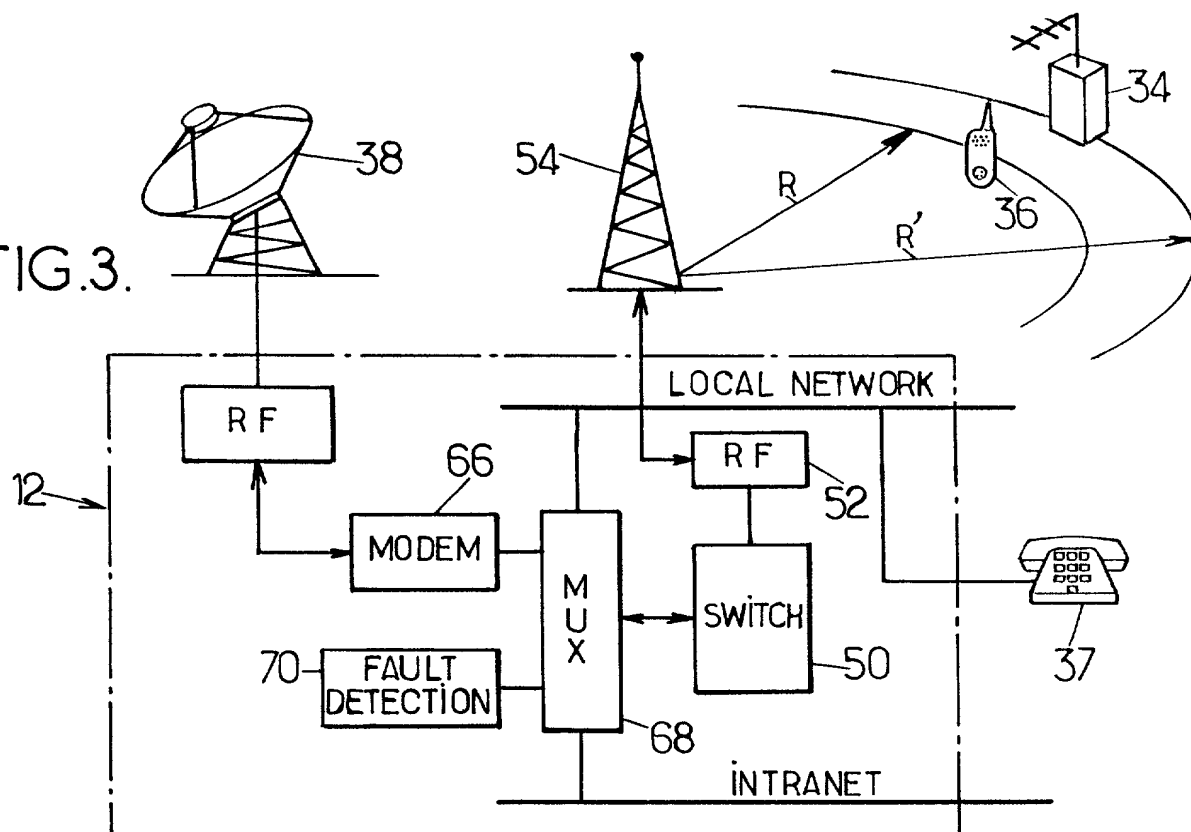 34
38
54
R
36
R'
FIG.3.
LOCAL NETWORK
RF
RF
12
66
52
MODEM
MUX
SWITCH
37
70
FAULT
DETECTION
50
68
INTRANET